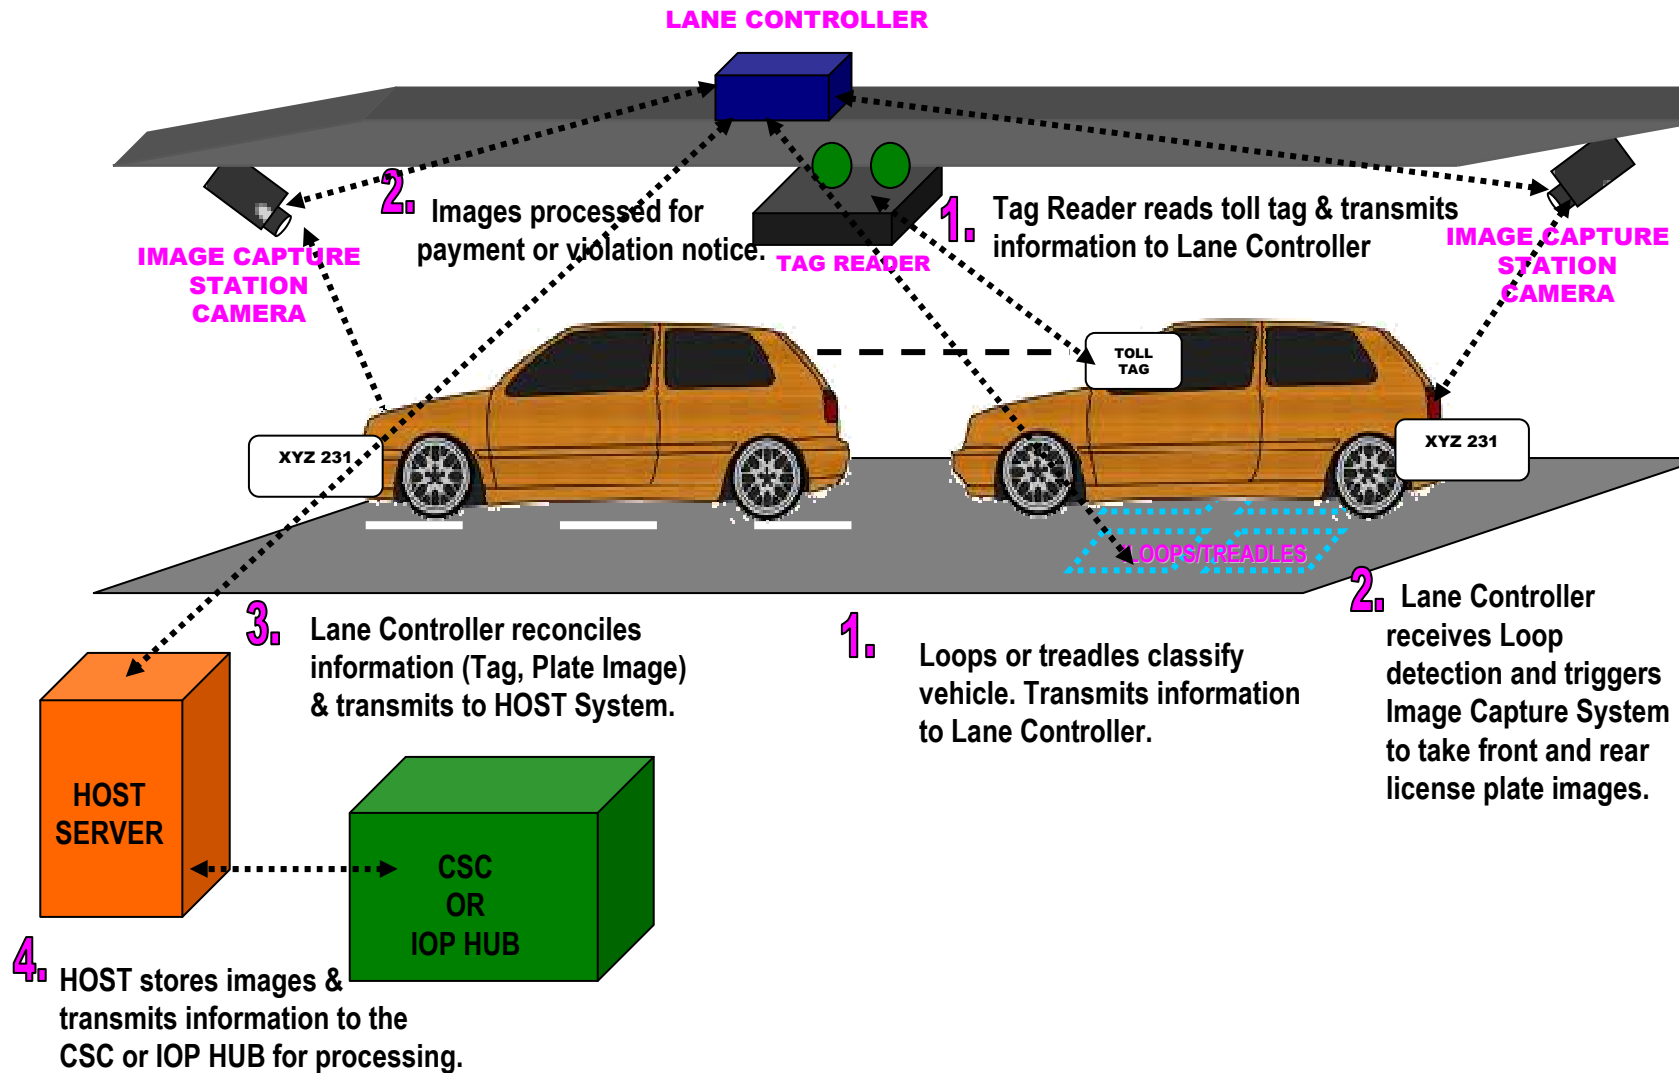 LANE CONTROLLER
2. Images processed for
payment or violation notice.
1. Tag Reader reads toll tag & transmits
information to Lane Controller
IMAGE CAPTURE
STATION
CAMERA
TAG READER
IMAGE CAPTURE
STATION
CAMERA
TOLL
TAG
XYZ 231
XYZ 231
LOOPS/TREADLES
3. Lane Controller reconciles
information (Tag, Plate Image)
& transmits to HOST System.
1. Loops or treadles classify
vehicle. Transmits information
to Lane Controller.
2. Lane Controller
receives Loop
detection and triggers
Image Capture System
to take front and rear
license plate images.
HOST
SERVER
CSC
OR
IOP HUB
4. HOST stores images &
transmits information to the
CSC or IOP HUB for processing.